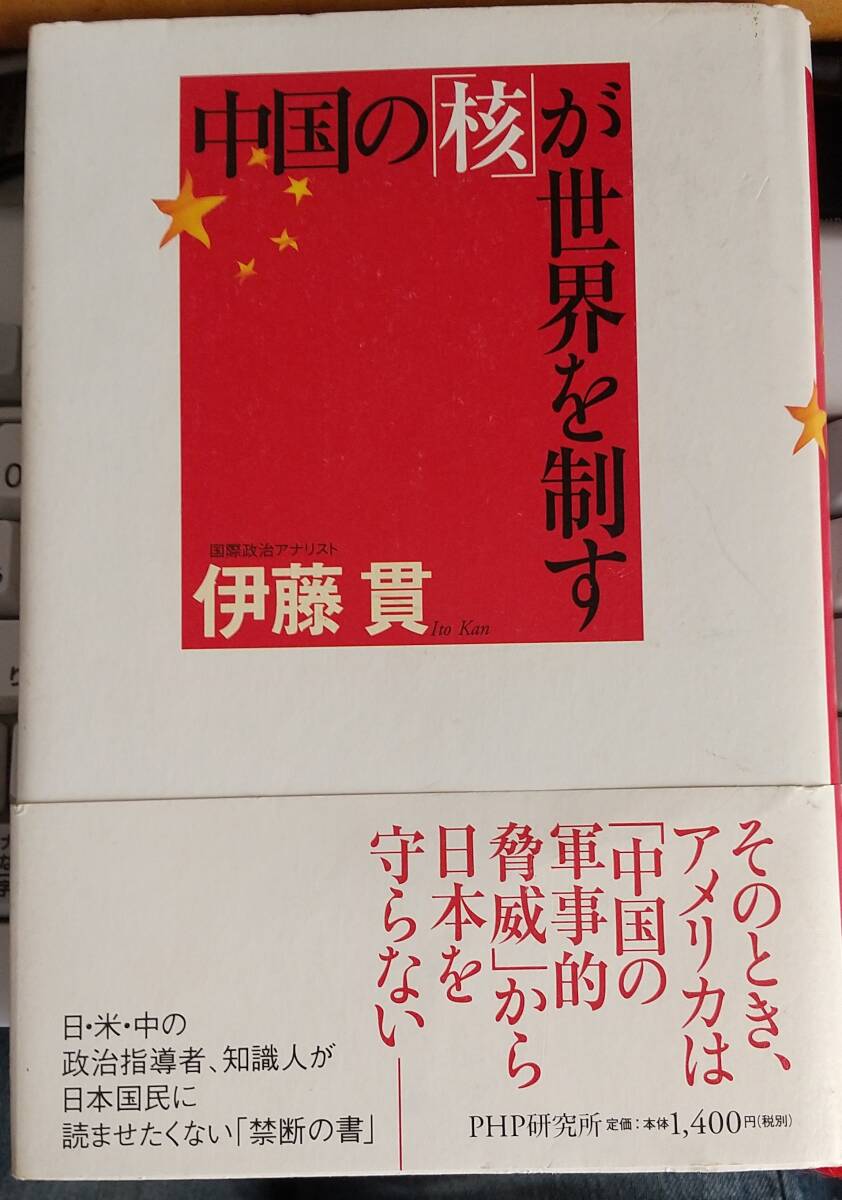 中国の「核」が
世界を制す
国際政治アナリスト
伊藤 貫
Ito Kan
そのとき、
アメリカは
「中国の
軍事的
脅威」から
日本を
守らない
日・米・中の
政治指導者、知識人が
日本国民に
読ませたくない「禁断の書」
PHP研究所 定価:本体1,400円(税別)